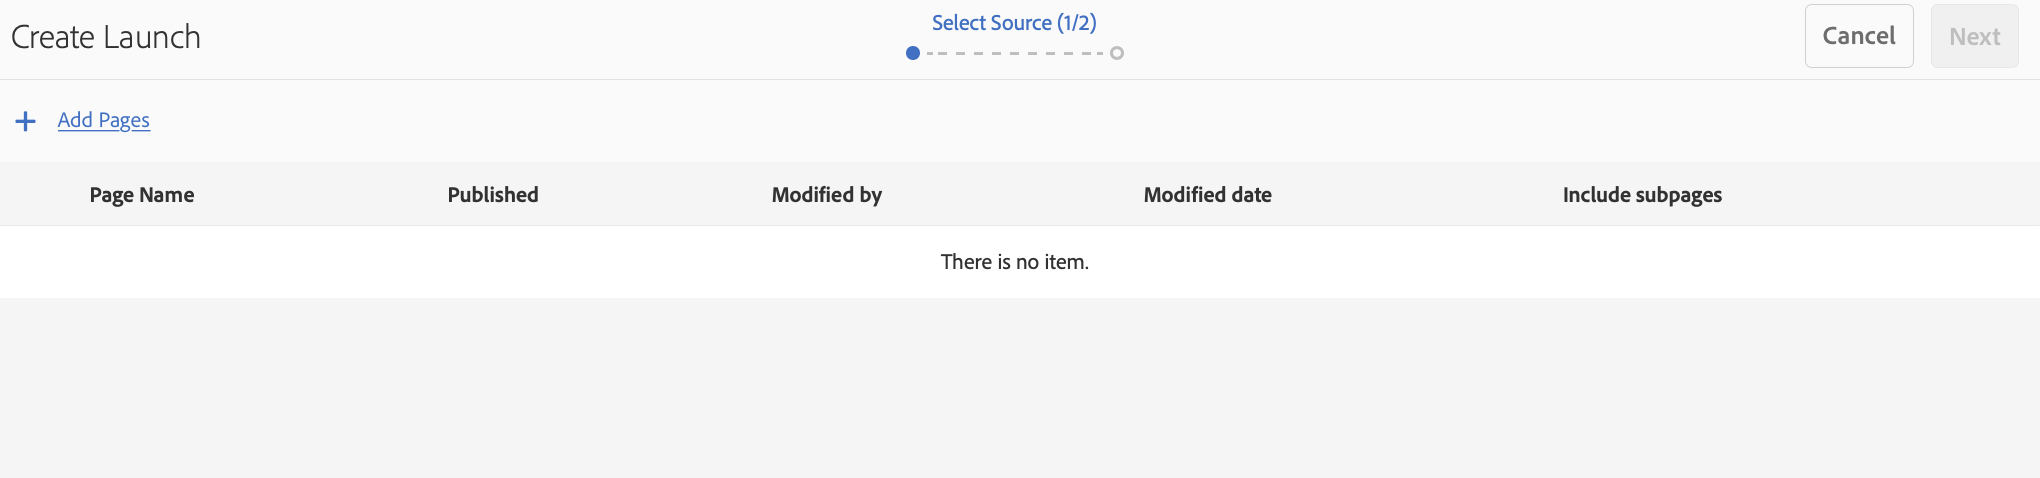 Create Launch
Select Source (1/2)
Cancel
Next
Add Pages
Page Name Published Modified by Modified date Include subpages
There is no item.